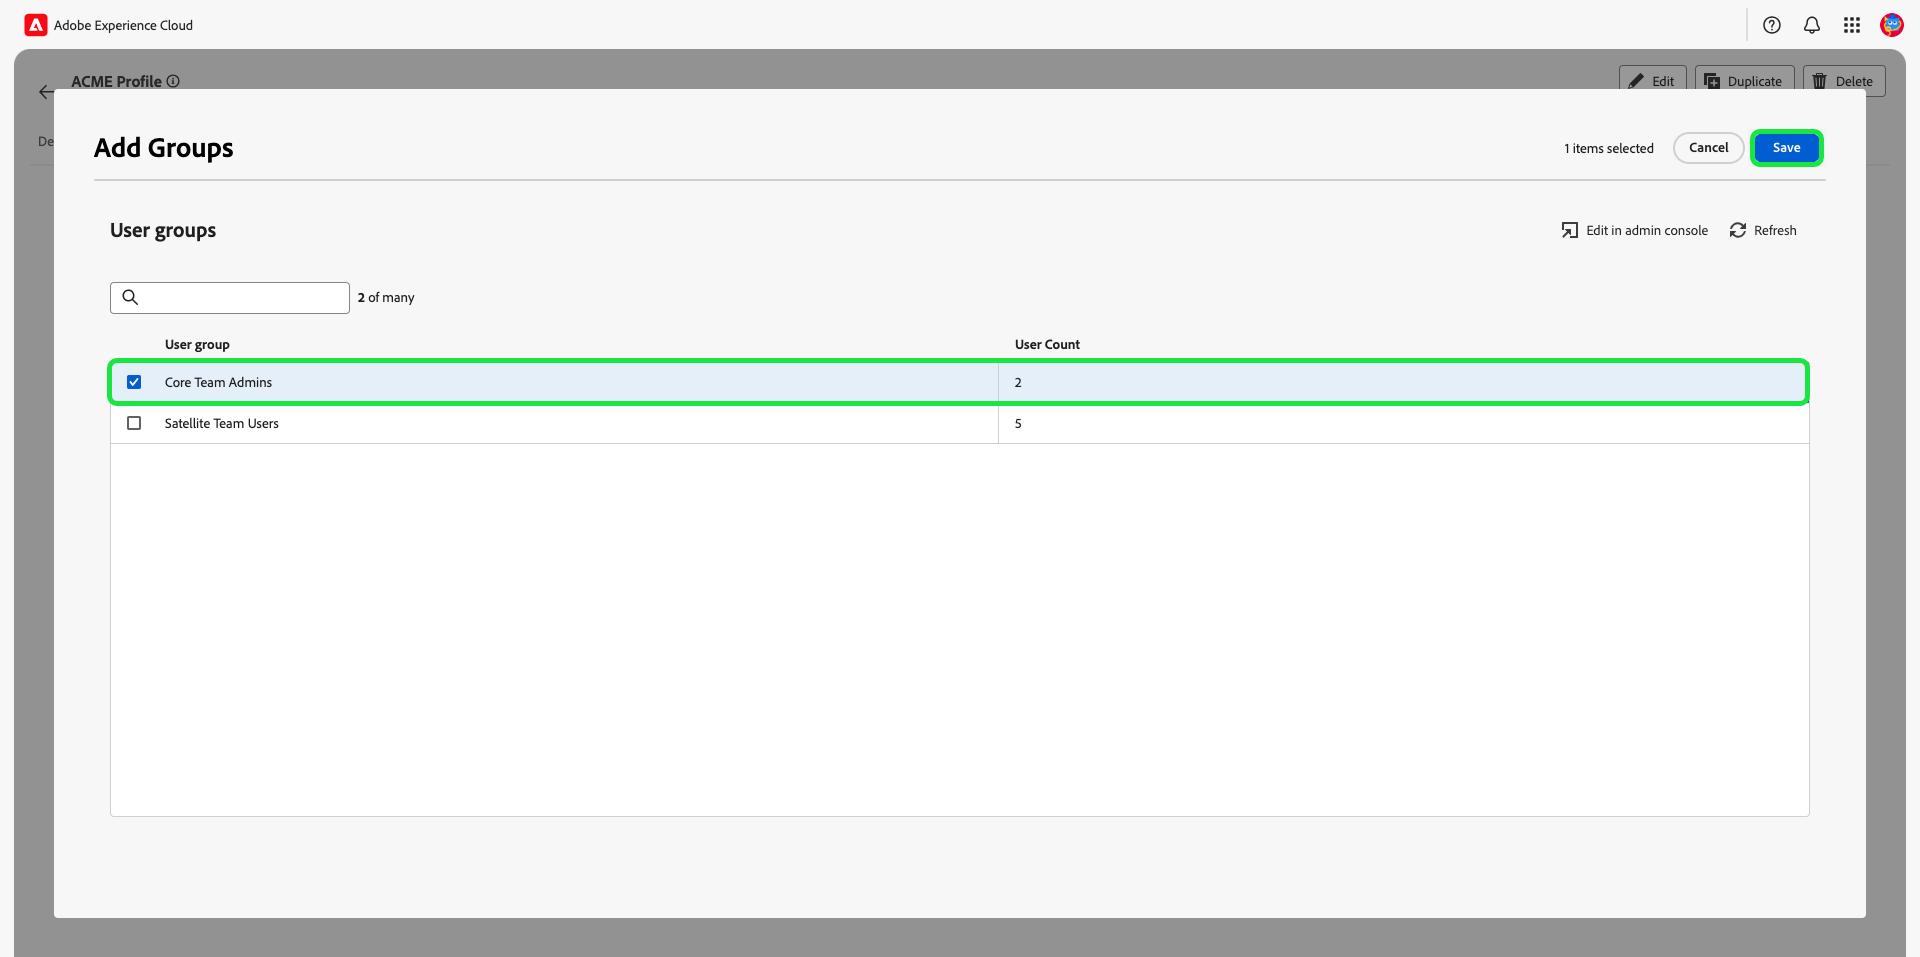 Adobe Experience Cloud
ACME Profile
Edit
Duplicate
Delete
De
Add Groups
1 items selected
Cancel
Save
User groups
Edit in admin console
Refresh
2 of many
User group
User Count
Core Team Admins
2
Satellite Team Users
5